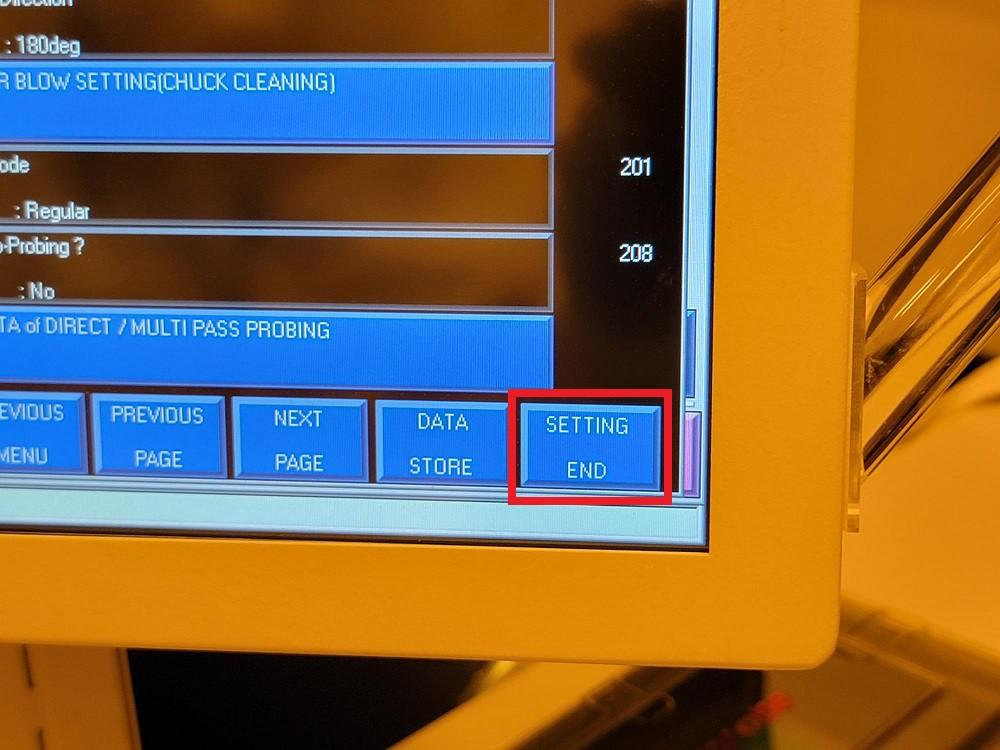 Direction
: 180deg
R BLOW SETTING(CHUCK CLEANING)
ode
201
: Regular
o-Probing ?
208
: No
TA of DIRECT / MULTI PASS PROBING
EVIOUS
MENU
PREVIOUS
PAGE
NEXT
PAGE
DATA
STORE
SETTING
END